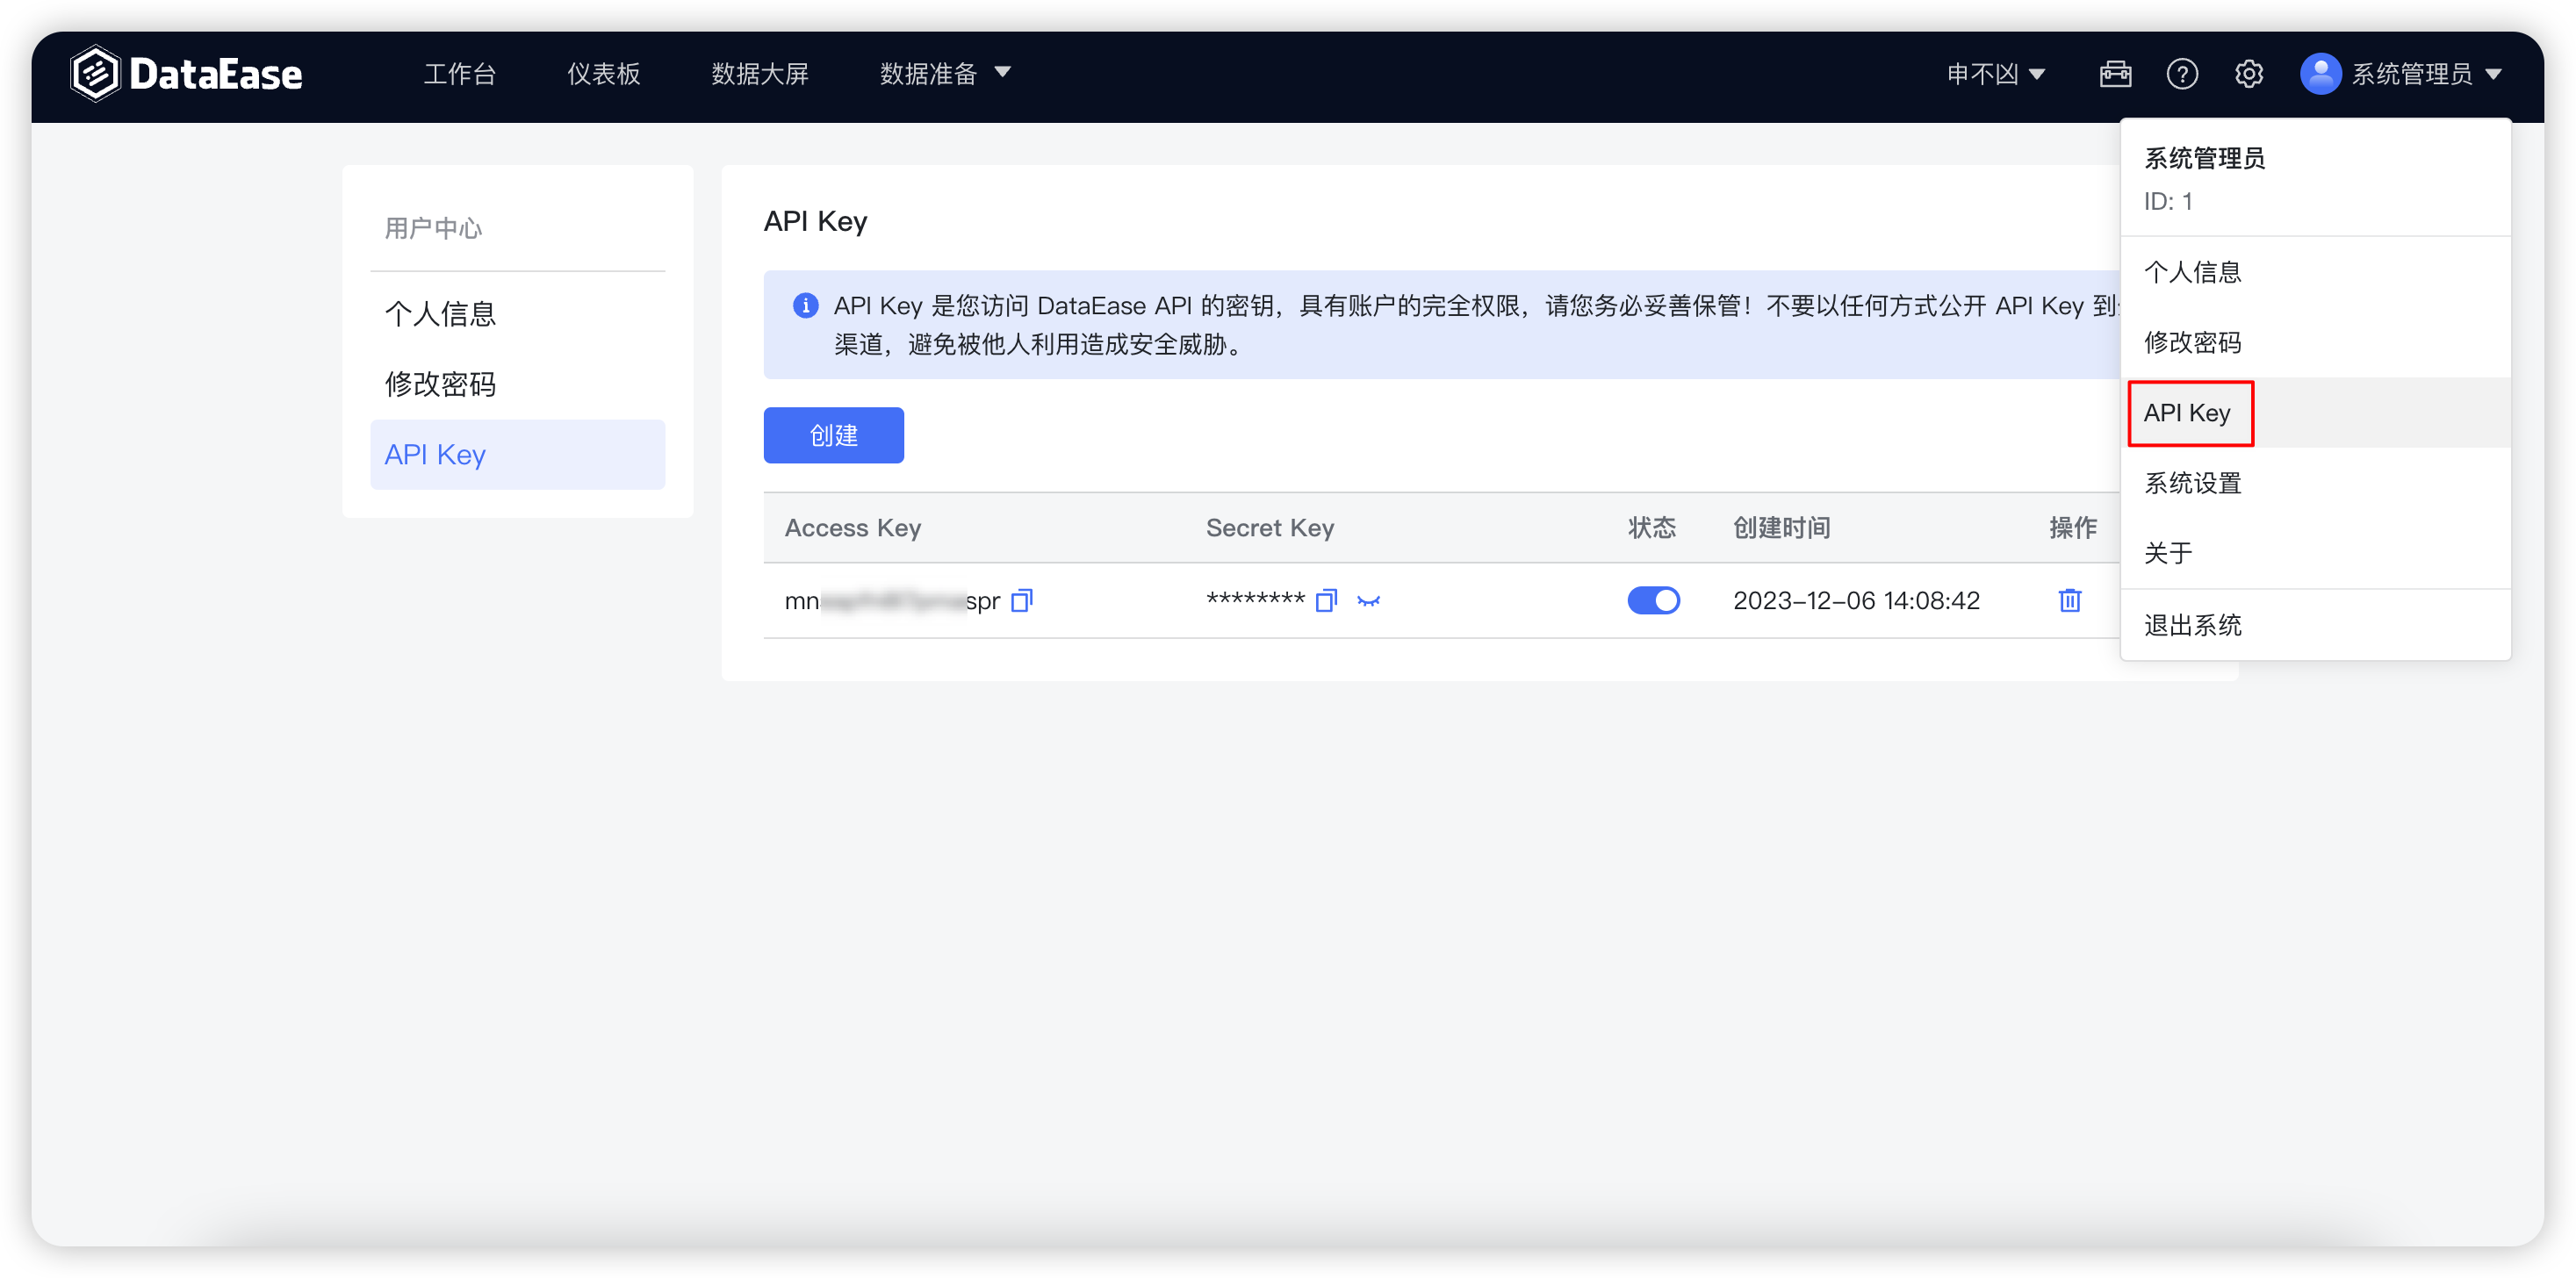 DataEase
工作台
仪表板
数据大屏
数据准备
申不凶
系统管理员
系统管理员
ID: 1
个人信息
修改密码
API Key
系统设置
关于
退出系统
用户中心
个人信息
修改密码
API Key
API Key
API Key 是您访问 DataEase API 的密钥，具有账户的完全权限，请您务必妥善保管！不要以任何方式公开 API Key 到
渠道，避免被他人利用造成安全威胁。
创建
Access Key
Secret Key
状态
创建时间
操作
mn
spr
********
2023-12-06 14:08:42